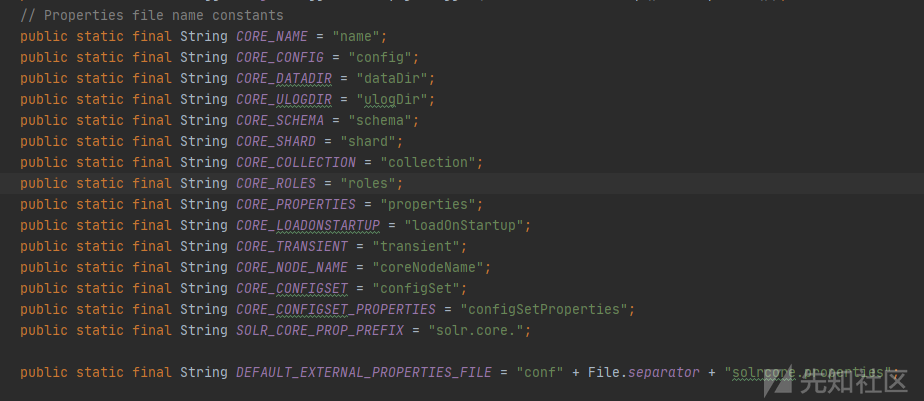 // Properties file name constants
public static final String CORE_NAME = "name";
public static final String CORE_CONFIG = "config";
public static final String CORE_DATADIR = "dataDir";
public static final String CORE_ULOGDIR = "ulogDir";
public static final String CORE_SCHEMA = "schema";
public static final String CORE_SHARD = "shard";
public static final String CORE_COLLECTION = "collection";
public static final String CORE_ROLES = "roles";
public static final String CORE_PROPERTIES = "properties";
public static final String CORE_LOADONSTARTUP = "loadOnStartup";
public static final String CORE_TRANSIENT = "transient";
public static final String CORE_NODE_NAME = "coreNodeName";
public static final String CORE_CONFIGSET = "configSet";
public static final String CORE_CONFIGSET_PROPERTIES = "configSetProperties";
public static final String SOLR_CORE_PROP_PREFIX = "solr.core.";
public static final String DEFAULT_EXTERNAL_PROPERTIES_FILE = "conf" + File.separator + "solrcore.properties";
先知社区